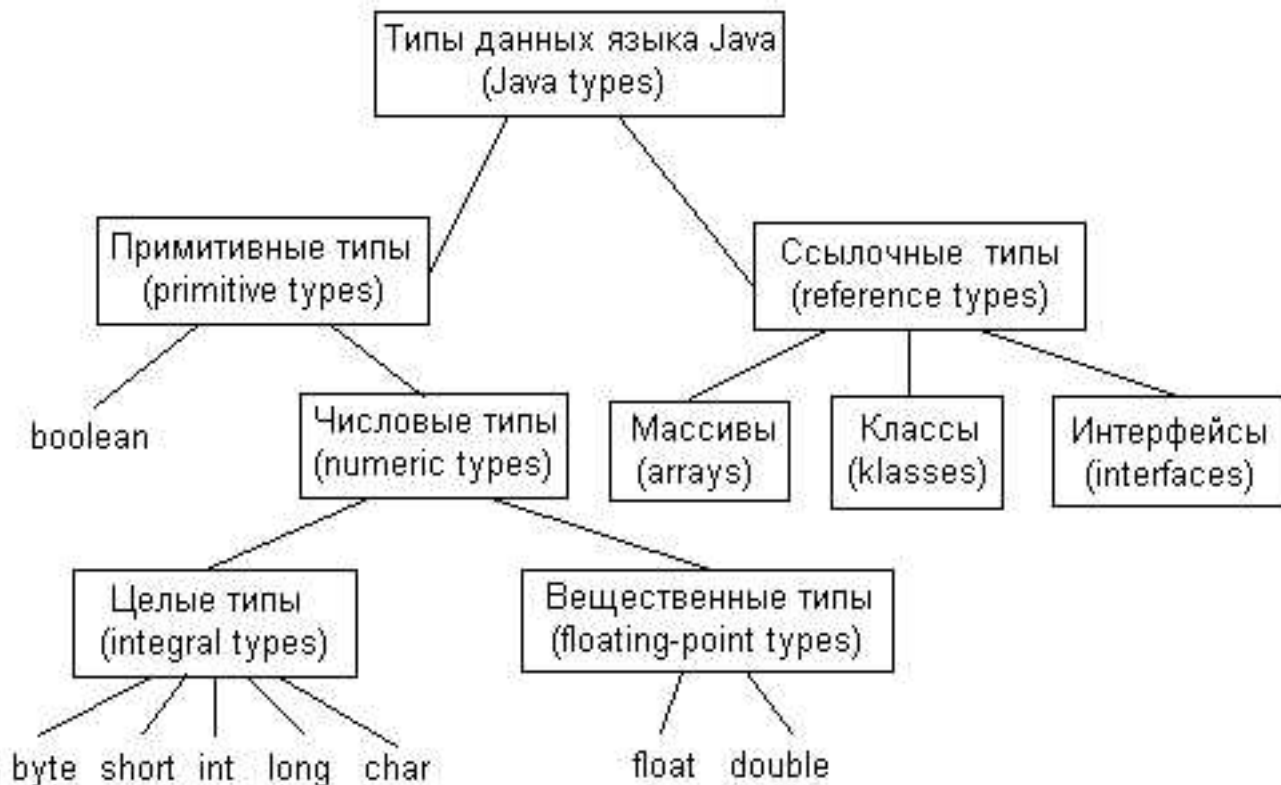 Типы данных языка Java
(Java types)
Примитивные типы
(primitive types)
Ссылочные типы
(reference types)
boolean
Числовые типы
(numeric types)
Массивы
(arrays)
Классы
(klasses)
Интерфейсы
(interfaces)
Целые типы
(integral types)
Вещественные типы
(floating-point types)
byte short int long char
float double